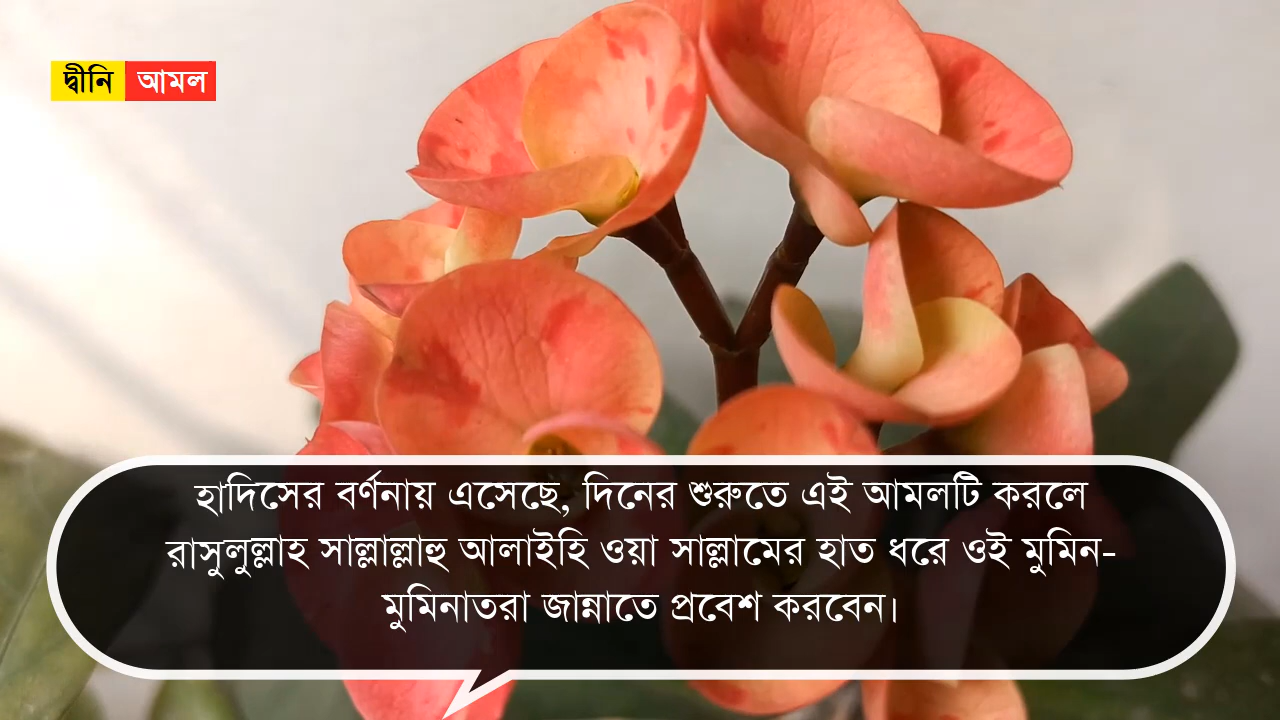 দ্বীনি আমল
হাদিসের বর্ণনায় এসেছে, দিনের শুরুতে এই আমলটি করলে
রাসুলুল্লাহ সাল্লাল্লাহু আলাইহি ওয়া সাল্লামের হাত ধরে ওই মুমিন-
মুমিনাতরা জান্নাতে প্রবেশ করবেন।